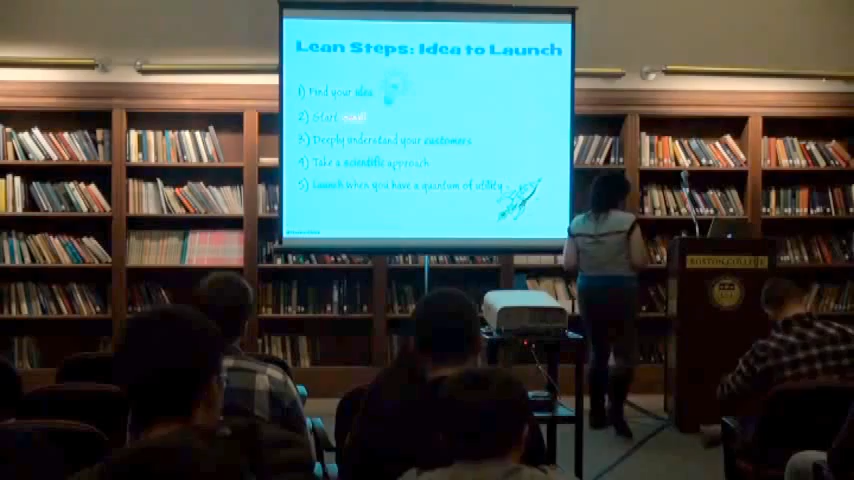 Lean Steps: Idea to Launch
1) Find your idea
2) Start small
3) Deeply understand your customers
4) Take a scientific approach
5) Launch when you have a quantum of utility
BOSTON COLLEGE